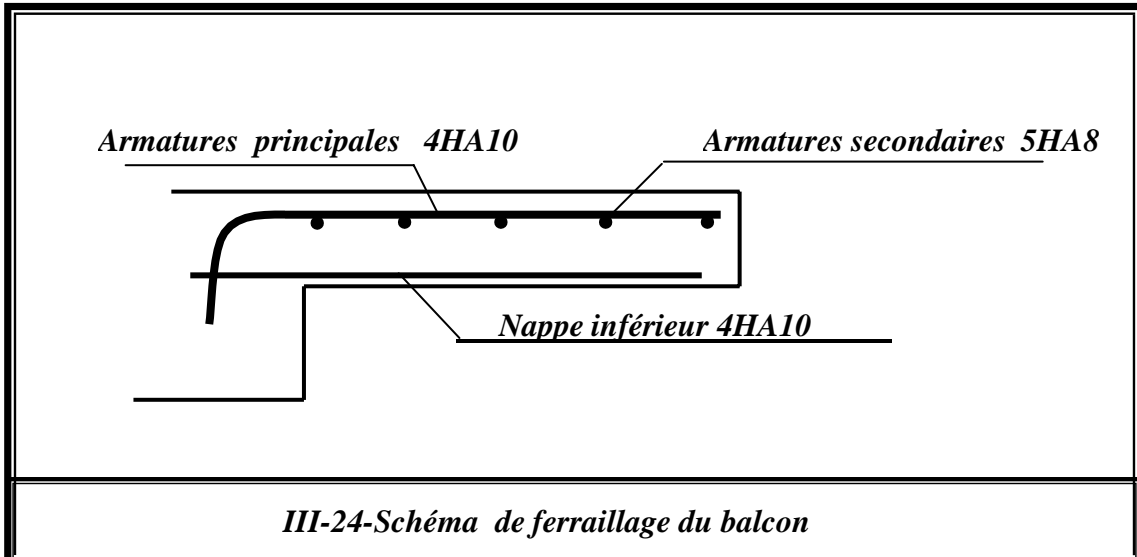 Armatures principales 4HA10
Armatures secondaires 5HA8
Nappe inférieur 4HA10
III-24-Schéma de ferraillage du balcon